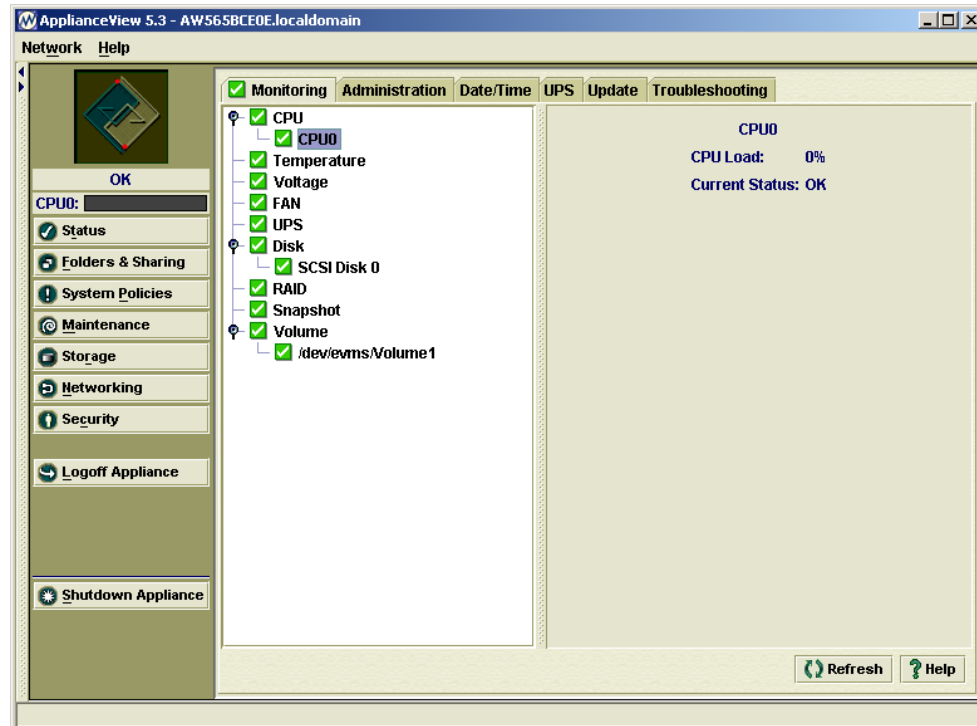 ApplianceView 5.3 - AW565BCE0E.localdomain
Network Help
OK
CPU0:
Status
Folders & Sharing
System Policies
Maintenance
Storage
Networking
Security
Logoff Appliance
Shutdown Appliance
Monitoring Administration Date/Time UPS Update Troubleshooting
CPU
CPU0
Temperature
Voltage
FAN
UPS
Disk
SCSI Disk 0
RAID
Snapshot
Volume
/dev/evms/Volume1
CPU0
CPU Load: 0%
Current Status: OK
Refresh Help